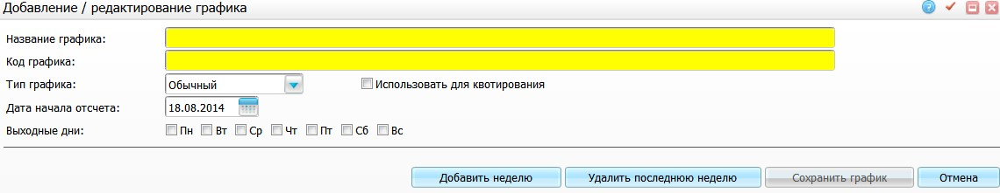 Добавление / редактирование графика
?
Название графика:
Код графика:
Тип графика: Обычный Использовать для квотирования
Дата начала отсчета: 18.08.2014
Выходные дни: Пн Вт Ср Чт Пт Сб Вс
Добавить неделю Удалить последнюю неделю Сохранить график Отмена